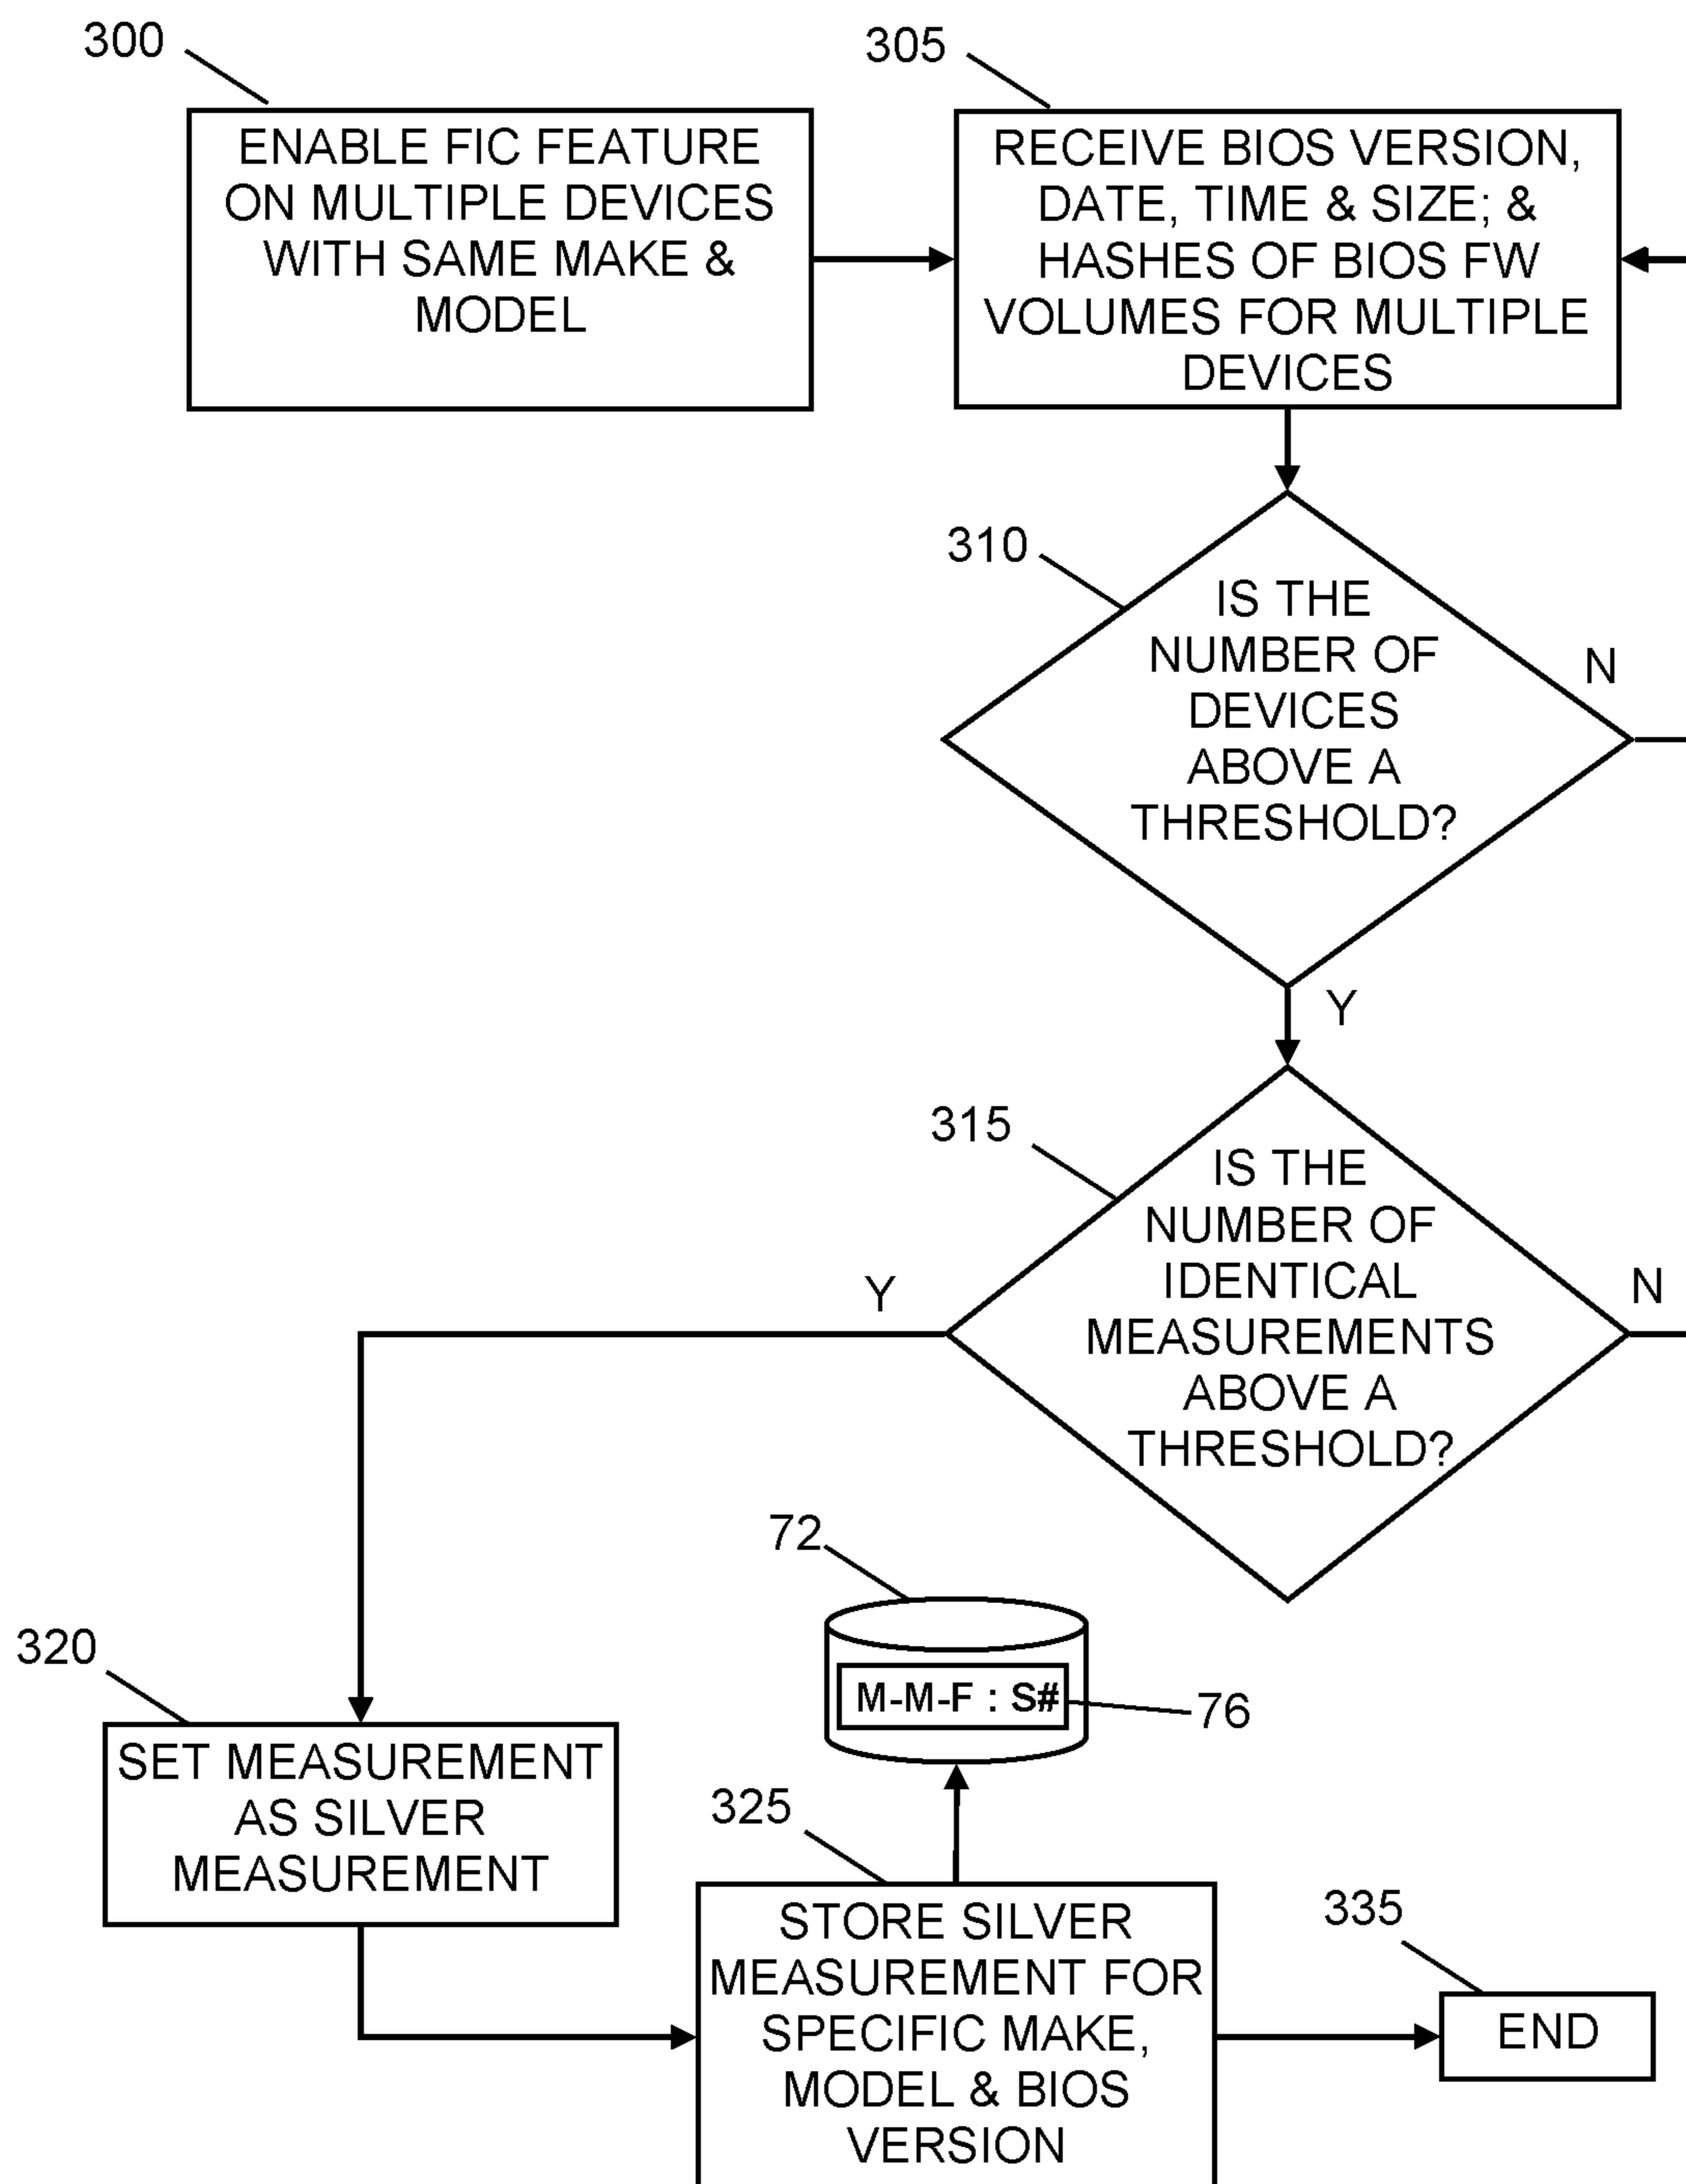 300
ENABLE FIC FEATURE
ON MULTIPLE DEVICES
WITH SAME MAKE &
MODEL
305
RECEIVE BIOS VERSION,
DATE, TIME & SIZE; &
HASHES OF BIOS FW
VOLUMES FOR MULTIPLE
DEVICES
310
IS THE
NUMBER OF
DEVICES
ABOVE A
THRESHOLD?
N
Y
315
IS THE
NUMBER OF
IDENTICAL
MEASUREMENTS
ABOVE A
THRESHOLD?
Y
N
72
M-M-F : S#
76
320
SET MEASUREMENT
AS SILVER
MEASUREMENT
325
STORE SILVER
MEASUREMENT FOR
SPECIFIC MAKE,
MODEL & BIOS
VERSION
335
END